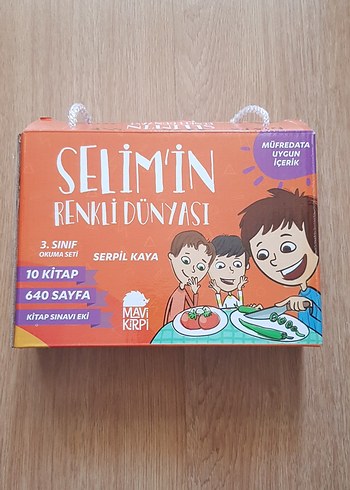 SELİM'İN
RENKLİ DÜNYASI
MÜFREDATA
UYGUN
İÇERİK
3. SINIF
OKUMA SETİ
SERPİL KAYA
10 KİTAP
640 SAYFA
KİTAP SINAVI EKİ
MAVİ
KİRPİ